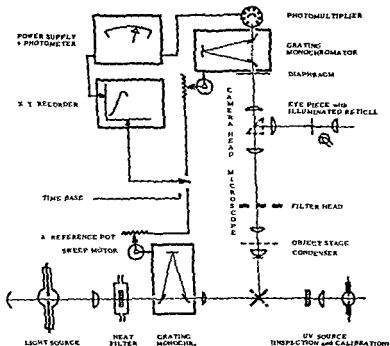 PHOTOMULTIPLIER
POWER SUPPLY
+ PHOTOMETER
GRATING
MONOCHROMATOR
DIAPHRAGM
X Y RECORDER
CAMERA HEAD
EYE PIECE with
ILLUMINATED RETICLE
MICROSCOPE
TIME BASE
FILTER HEAD
λ REFERENCE POT
SWEEP MOTOR
OBJECT STAGE
CONDENSER
LIGHT SOURCE
HEAT
FILTER
GRATING
MONOCHR.
UV SOURCE
(INSPECTION and CALIBRATION)